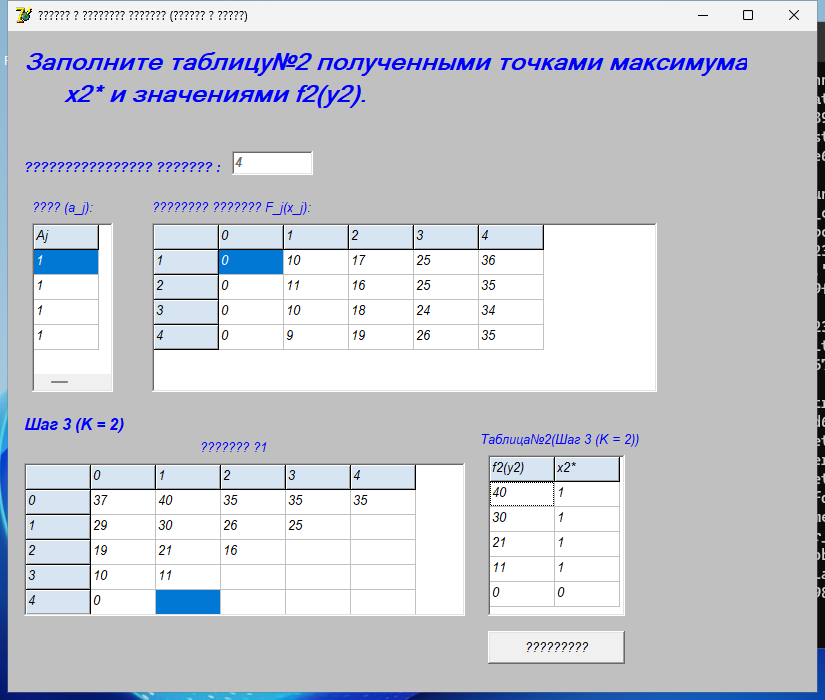 ?????? ? ???????? ??????? (?????? ? ?????)
Заполните таблицу№2 полученными точками максимума
x2* и значениями f2(y2).
???????????????? ??????? : 4
???? (a_j): ???????? ??????? F_j(x_j):
Aj 0 1 2 3 4
1 1 0 10 17 25 36
1 2 0 11 16 25 35
1 3 0 10 18 24 34
1 4 0 9 19 26 35
Шаг 3 (K = 2)
??????? ?1 Таблица№2(Шаг 3 (K = 2))
0 1 2 3 4 f2(y2) x2*
0 37 40 35 35 35 40 1
1 29 30 26 25 30 1
2 19 21 16 21 1
3 10 11 11 1
4 0 0 0
?????????